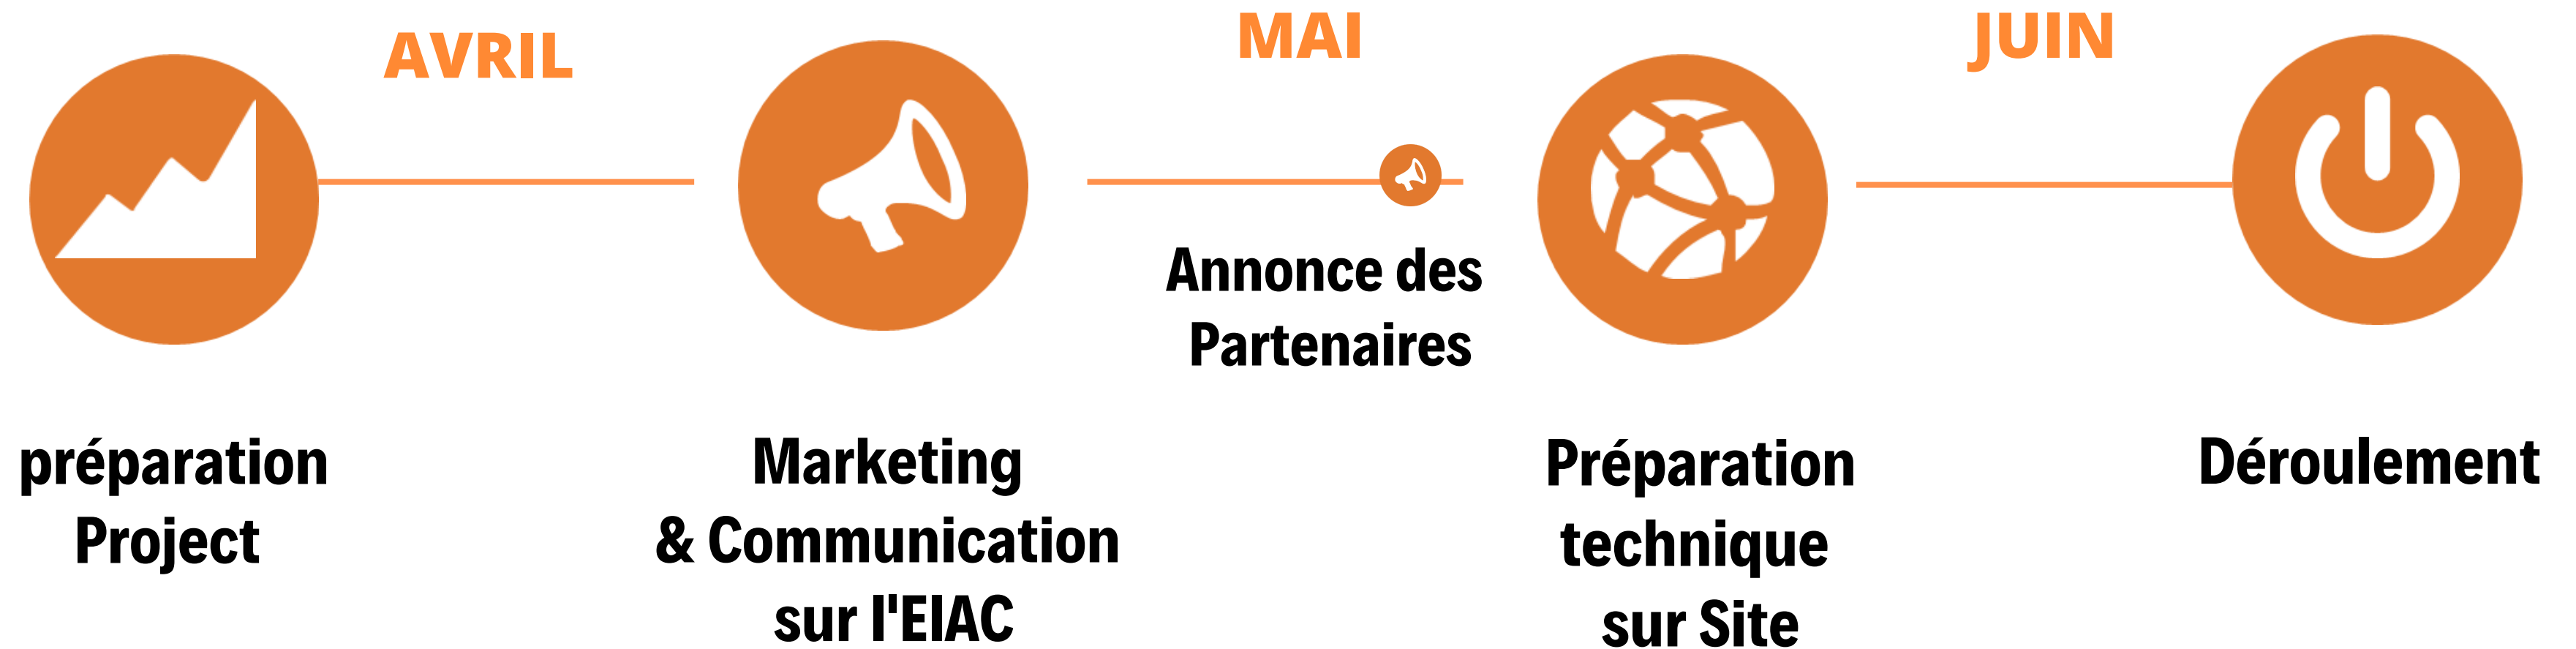 AVRIL
MAI
JUIN
Annonce des
Partenaires
préparation
Project
Marketing
& Communication
sur l'EIAC
Préparation
technique
sur Site
Déroulement